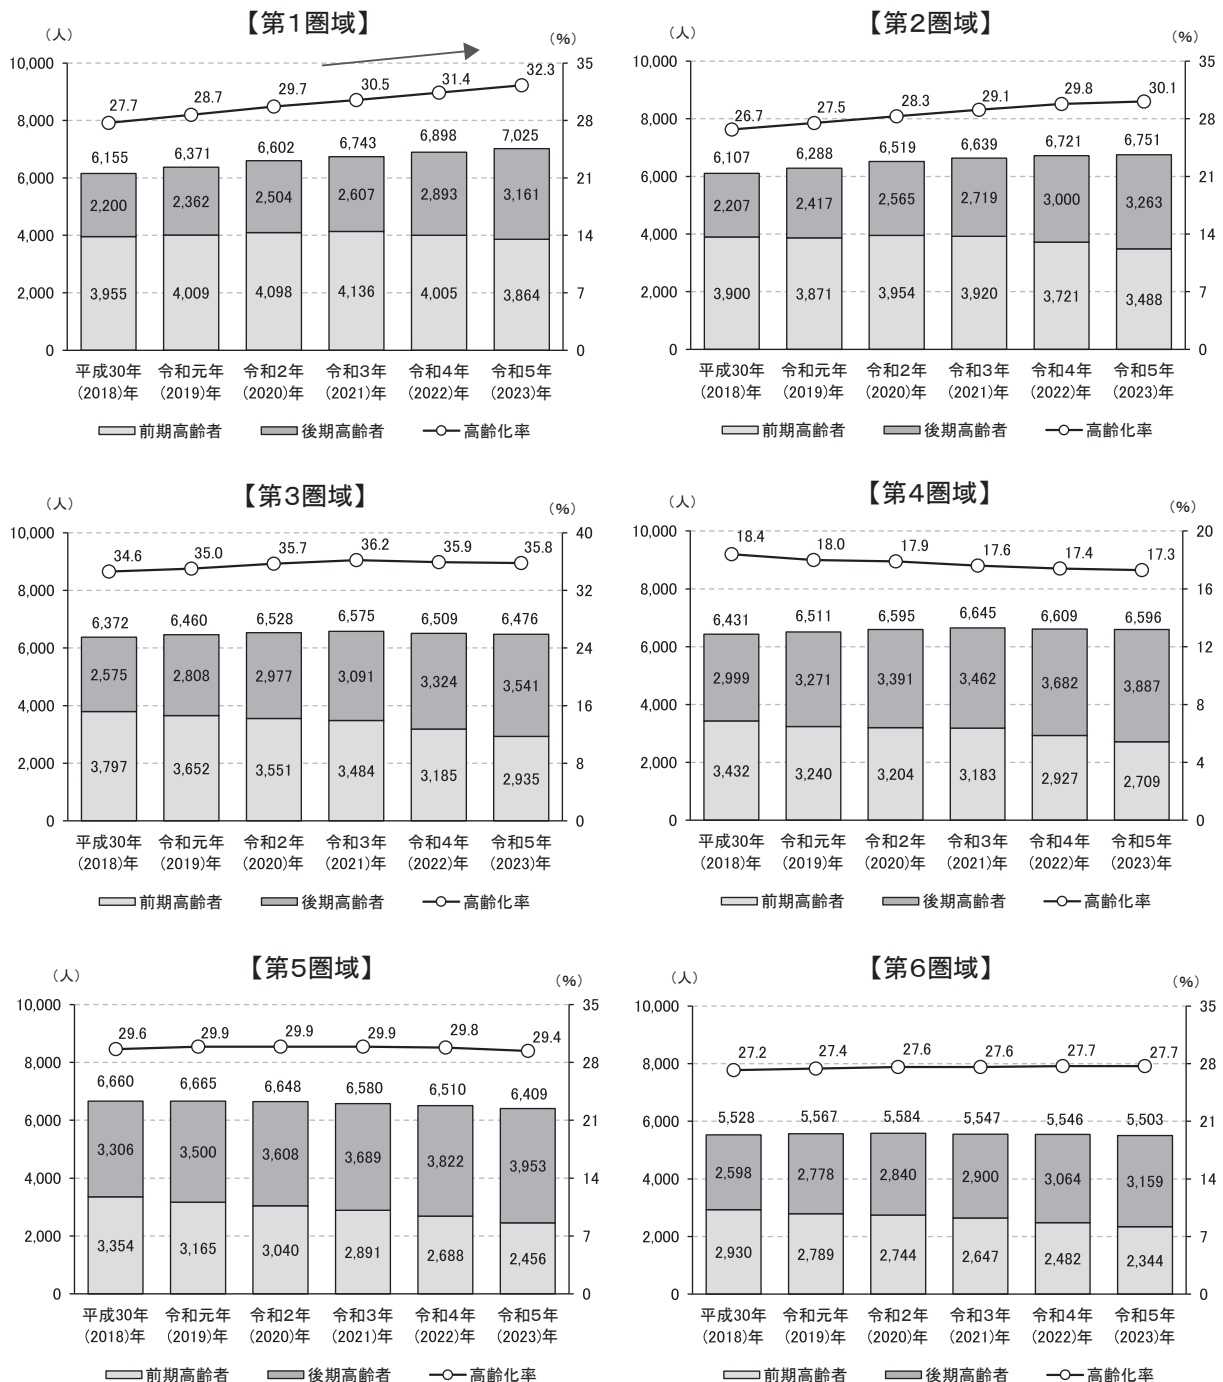 【第1圏域】
（人）
（%）
10,000
8,000
6,000
4,000
2,000
0
35
28
21
14
7
0
27.7 28.7 29.7 30.5 31.4 32.3
6,155 6,371 6,602 6,743 6,898 7,025
2,200 2,362 2,504 2,607 2,893 3,161
3,955 4,009 4,098 4,136 4,005 3,864
平成30年 令和元年 令和2年 令和3年 令和4年 令和5年
(2018)年 (2019)年 (2020)年 (2021)年 (2022)年 (2023)年
前期高齢者 後期高齢者 高齢化率
【第2圏域】
（人）
（%）
10,000
8,000
6,000
4,000
2,000
0
35
28
21
14
7
0
26.7 27.5 28.3 29.1 29.8 30.1
6,107 6,288 6,519 6,639 6,721 6,751
2,207 2,417 2,565 2,719 3,000 3,263
3,900 3,871 3,954 3,920 3,721 3,488
平成30年 令和元年 令和2年 令和3年 令和4年 令和5年
(2018)年 (2019)年 (2020)年 (2021)年 (2022)年 (2023)年
前期高齢者 後期高齢者 高齢化率
【第3圏域】
（人）
（%）
10,000
8,000
6,000
4,000
2,000
0
40
32
24
16
8
0
34.6 35.0 35.7 36.2 35.9 35.8
6,372 6,460 6,528 6,575 6,509 6,476
2,575 2,808 2,977 3,091 3,324 3,541
3,797 3,652 3,551 3,484 3,185 2,935
平成30年 令和元年 令和2年 令和3年 令和4年 令和5年
(2018)年 (2019)年 (2020)年 (2021)年 (2022)年 (2023)年
前期高齢者 後期高齢者 高齢化率
【第4圏域】
（人）
（%）
10,000
8,000
6,000
4,000
2,000
0
20
16
12
8
4
0
18.4 18.0 17.9 17.6 17.4 17.3
6,431 6,511 6,595 6,645 6,609 6,596
2,999 3,271 3,391 3,462 3,682 3,887
3,432 3,240 3,204 3,183 2,927 2,709
平成30年 令和元年 令和2年 令和3年 令和4年 令和5年
(2018)年 (2019)年 (2020)年 (2021)年 (2022)年 (2023)年
前期高齢者 後期高齢者 高齢化率
【第5圏域】
（人）
（%）
10,000
8,000
6,000
4,000
2,000
0
35
28
21
14
7
0
29.6 29.9 29.9 29.9 29.8 29.4
6,660 6,665 6,648 6,580 6,510 6,409
3,306 3,500 3,608 3,689 3,822 3,953
3,354 3,165 3,040 2,891 2,688 2,456
平成30年 令和元年 令和2年 令和3年 令和4年 令和5年
(2018)年 (2019)年 (2020)年 (2021)年 (2022)年 (2023)年
前期高齢者 後期高齢者 高齢化率
【第6圏域】
（人）
（%）
10,000
8,000
6,000
4,000
2,000
0
35
28
21
14
7
0
27.2 27.4 27.6 27.6 27.7 27.7
5,528 5,567 5,584 5,547 5,546 5,503
2,598 2,778 2,840 2,900 3,064 3,159
2,930 2,789 2,744 2,647 2,482 2,344
平成30年 令和元年 令和2年 令和3年 令和4年 令和5年
(2018)年 (2019)年 (2020)年 (2021)年 (2022)年 (2023)年
前期高齢者 後期高齢者 高齢化率